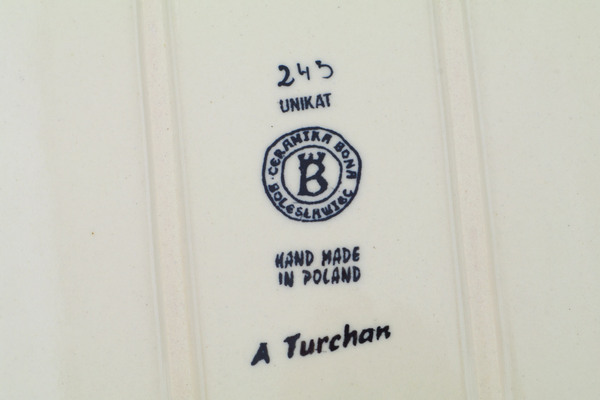 243
UNIKAT
CERAMIKA BONA
B
BOLESŁAWIEC
HAND MADE
IN POLAND
A Turchan